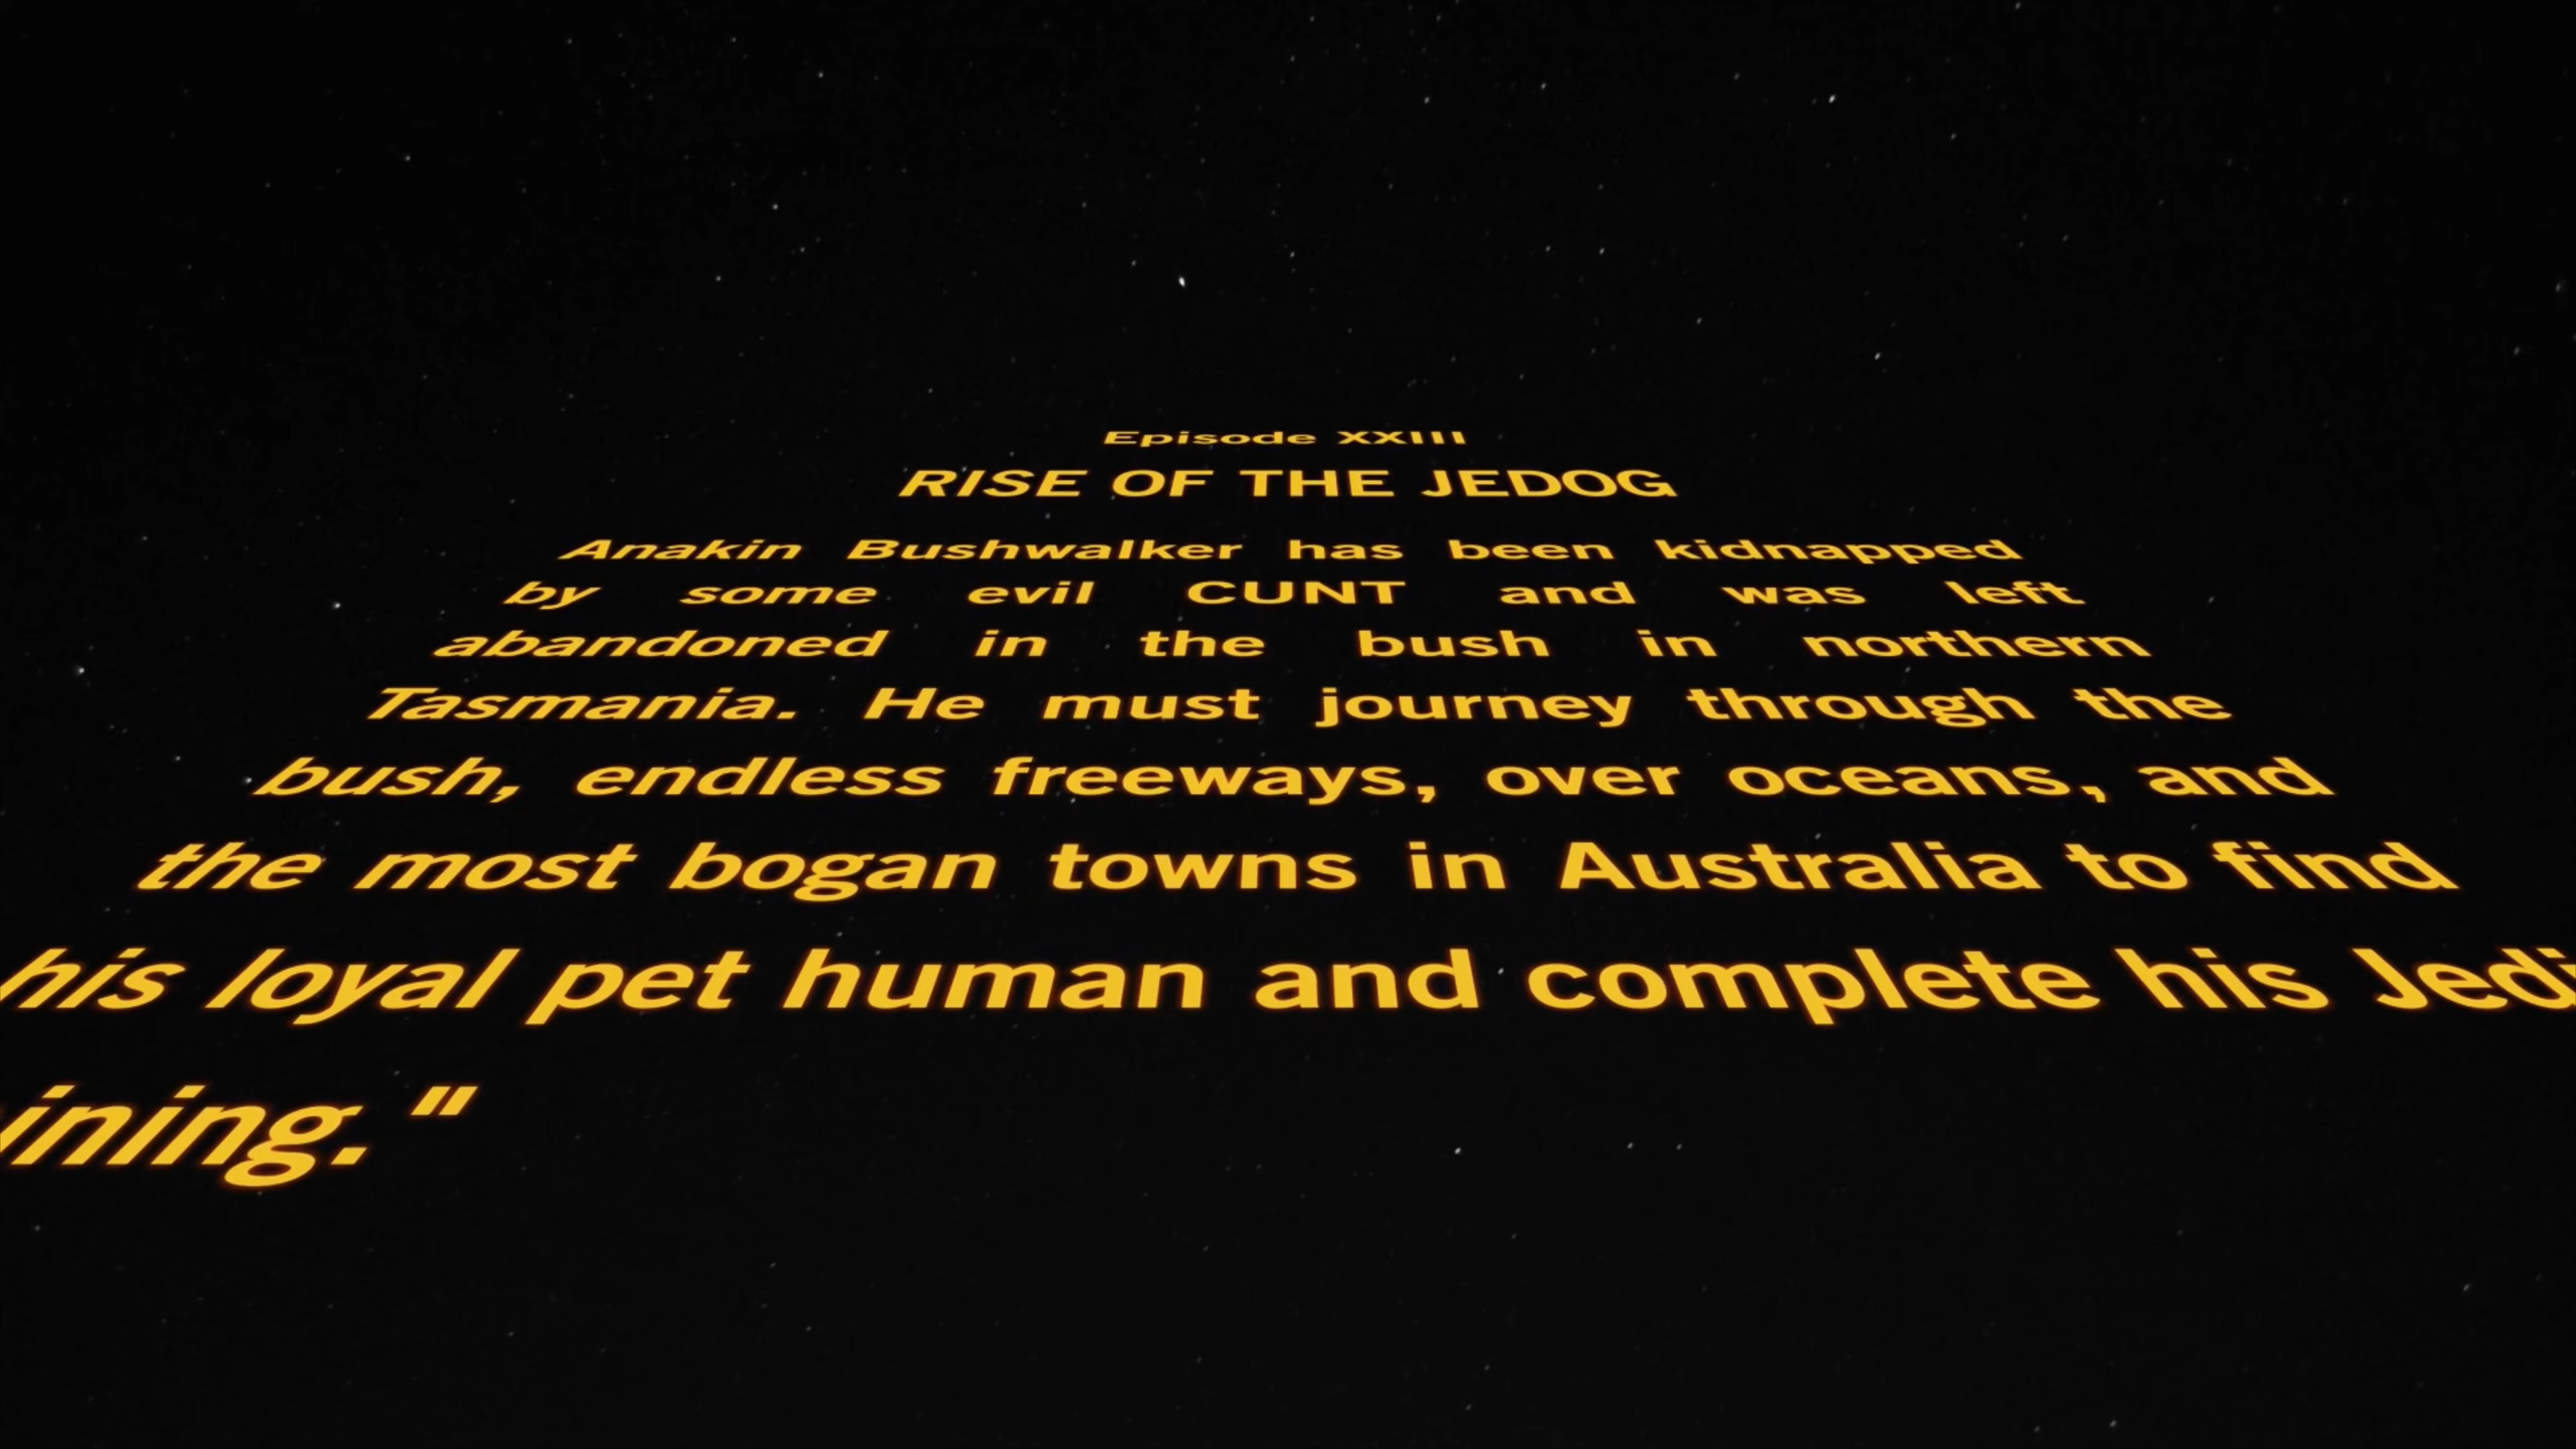 Episode XXIII
RISE OF THE JEDOG
Anakin Bushwalker has been kidnapped
by some evil CUNT and was left
abandoned in the bush in northern
Tasmania. He must journey through the
bush, endless freeways, over oceans, and
the most bogan towns in Australia to find
his loyal pet human and complete his Jedi
ining."